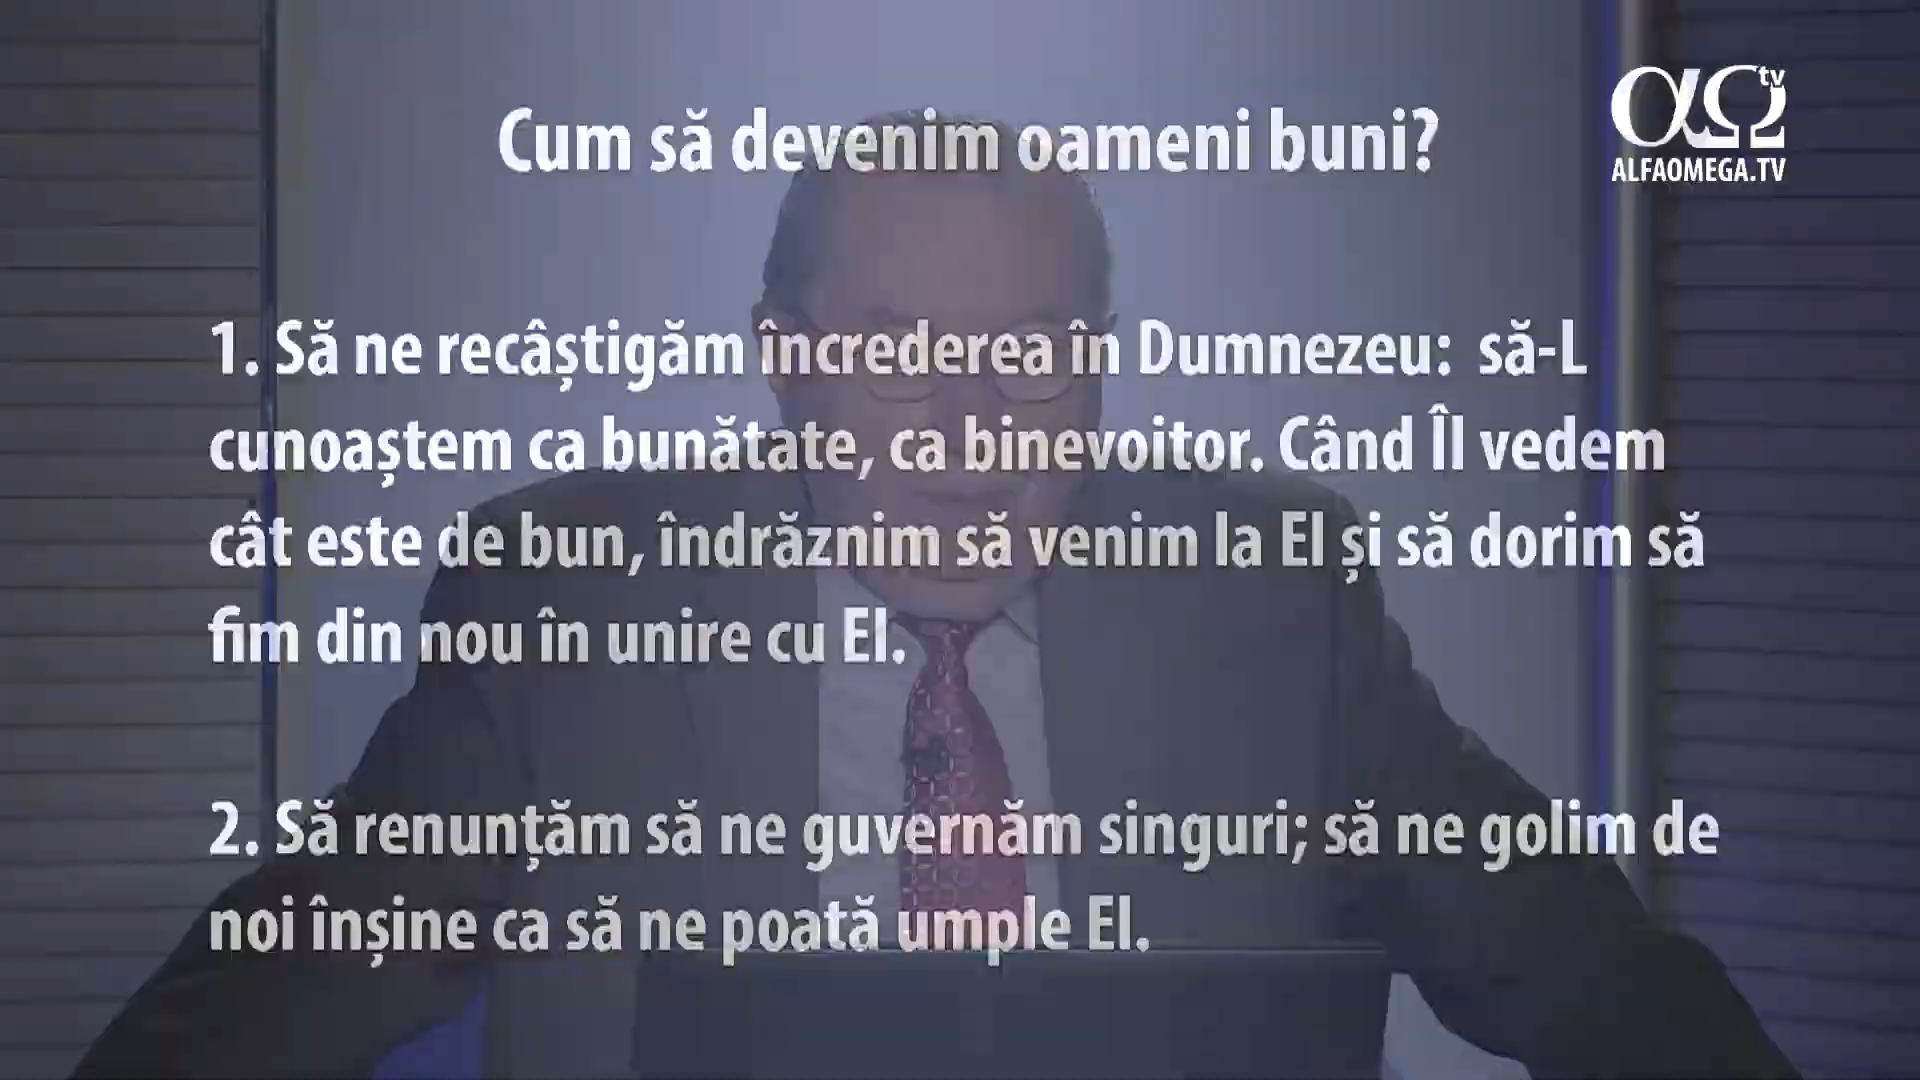 Cum să devenim oameni buni?
αΩ tv
ALFAOMEGA.TV
1. Să ne recâștigăm încrederea în Dumnezeu: să-L
cunoaștem ca bunătate, ca binevoitor. Când Îl vedem
cât este de bun, îndrăznim să venim la El și să dorim să
fim din nou în unire cu El.
2. Să renunțăm să ne guvernăm singuri; să ne golim de
noi înșine ca să ne poată umple El.